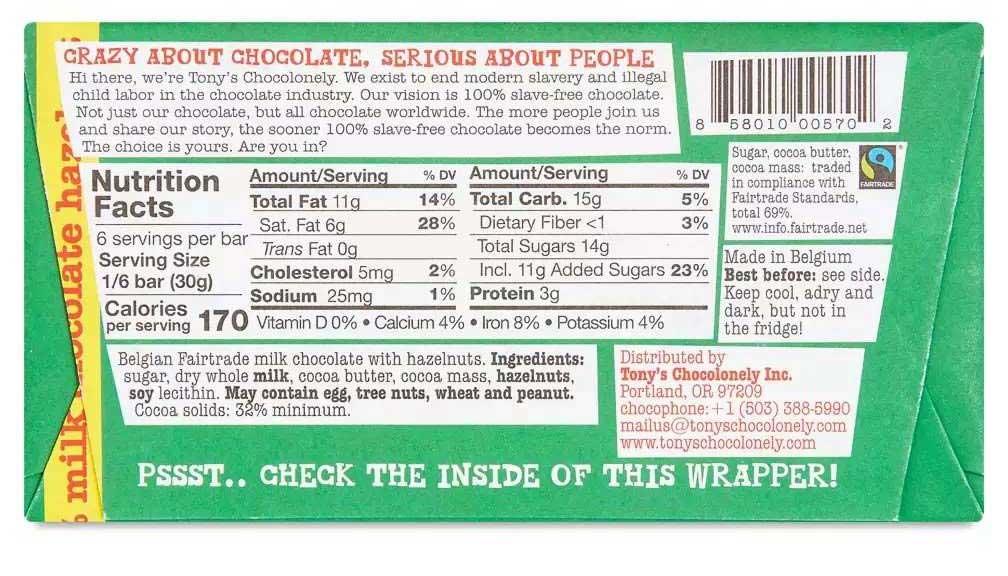 CRAZY ABOUT CHOCOLATE, SERIOUS ABOUT PEOPLE
Hi there, we're Tony's Chocolonely. We exist to end modern slavery and illegal
child labor in the chocolate industry. Our vision is 100% slave-free chocolate.
Not just our chocolate, but all chocolate worldwide. The more people join us
and share our story, the sooner 100% slave-free chocolate becomes the norm.
The choice is yours. Are you in?
8 58010 00570 2
Sugar, cocoa butter,
cocoa mass: traded
in compliance with
Fairtrade Standards,
total 69%.
www.info.fairtrade.net
FAIRTRADE
®
Nutrition
Facts
6 servings per bar
Serving Size
1/6 bar (30g)
Calories
per serving 170
Amount/Serving % DV
Total Fat 11g 14%
Sat. Fat 6g 28%
Trans Fat 0g
Cholesterol 5mg 2%
Sodium 25mg 1%
Amount/Serving % DV
Total Carb. 15g 5%
Dietary Fiber <1 3%
Total Sugars 14g
Incl. 11g Added Sugars 23%
Protein 3g
Vitamin D 0% • Calcium 4% • Iron 8% • Potassium 4%
Made in Belgium
Best before: see side.
Keep cool, adry and
dark, but not in
the fridge!
Belgian Fairtrade milk chocolate with hazelnuts. Ingredients:
sugar, dry whole milk, cocoa butter, cocoa mass, hazelnuts,
soy lecithin. May contain egg, tree nuts, wheat and peanut.
Cocoa solids: 32% minimum.
Distributed by
Tony's Chocolonely Inc.
Portland, OR 97209
chocophone: +1 (503) 388-5990
mailus@tonyschocolonely.com
www.tonyschocolonely.com
PSSST.. CHECK THE INSIDE OF THIS WRAPPER!
% milk chocolate